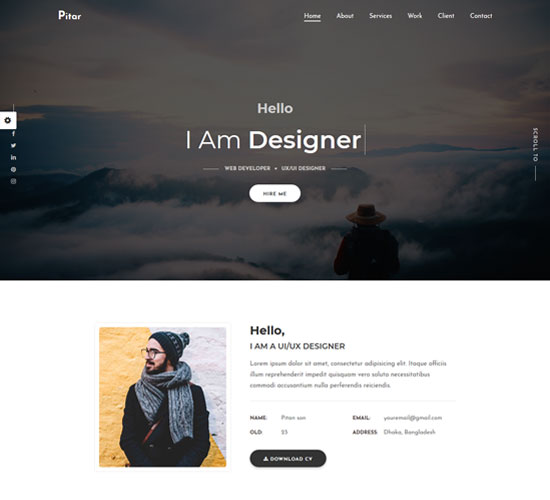 Pitar
Home About Services Work Client Contact
Hello
I Am Designer
WEB DEVELOPER UX/UI DESIGNER
HIRE ME
SCROLL TO
Hello,
I AM A UI/UX DESIGNER
Lorem ipsum dolor sit amet, consectetur adipisicing elit. Itaque officiis
illum reprehenderit impedit quisquam vero soluta necessitatibus
commodi accusantium nulla perferendis reiciendis.
NAME: Pitan son EMAIL: youremail@gmail.com
OLD: 25 ADDRESS: Dhaka, Bangladesh
DOWNLOAD CV